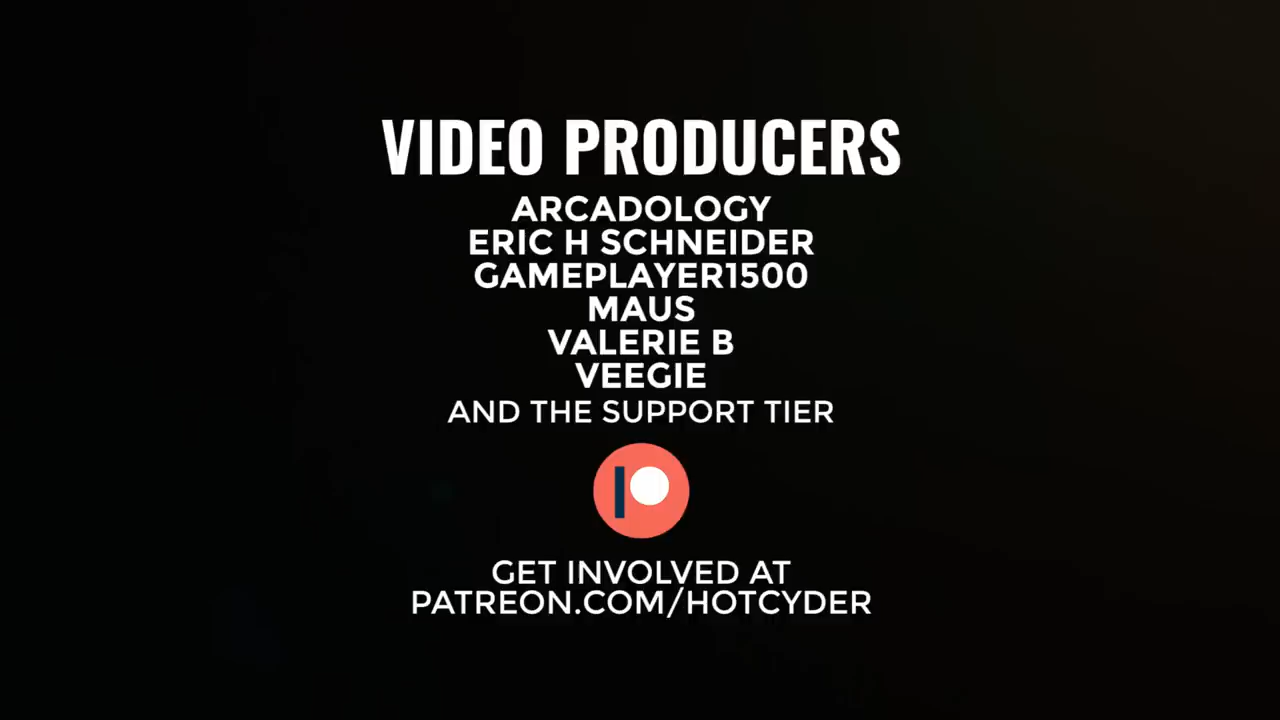 VIDEO PRODUCERS
ARCADOLOGY
ERIC H SCHNEIDER
GAMEPLAYER1500
MAUS
VALERIE B
VEEGIE
AND THE SUPPORT TIER
GET INVOLVED AT
PATREON.COM/HOTCYDER